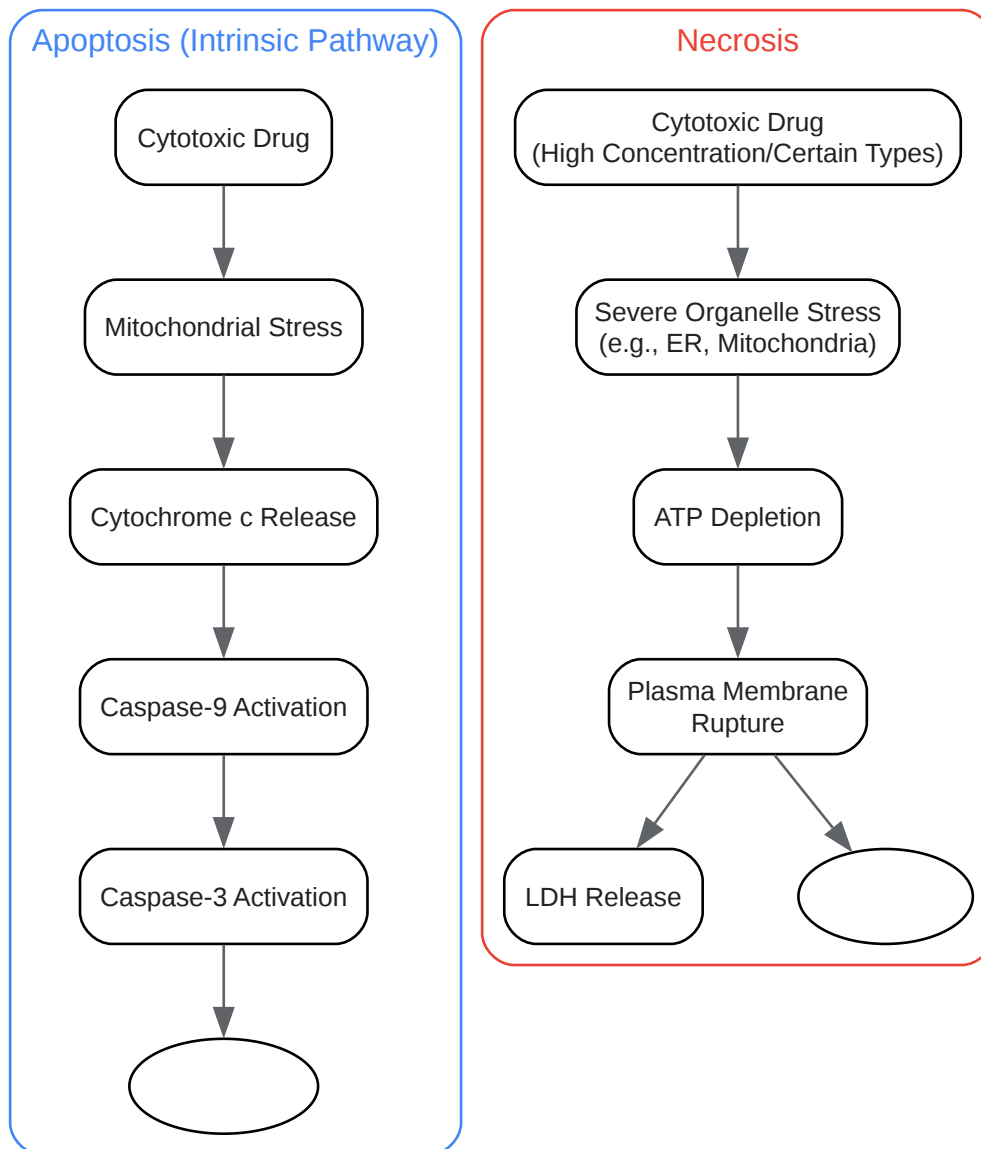 Apoptosis (Intrinsic Pathway)
Cytotoxic Drug
Mitochondrial Stress
Cytochrome c Release
Caspase-9 Activation
Caspase-3 Activation
Necrosis
Cytotoxic Drug
(High Concentration/Certain Types)
Severe Organelle Stress
(e.g., ER, Mitochondria)
ATP Depletion
Plasma Membrane
Rupture
LDH Release